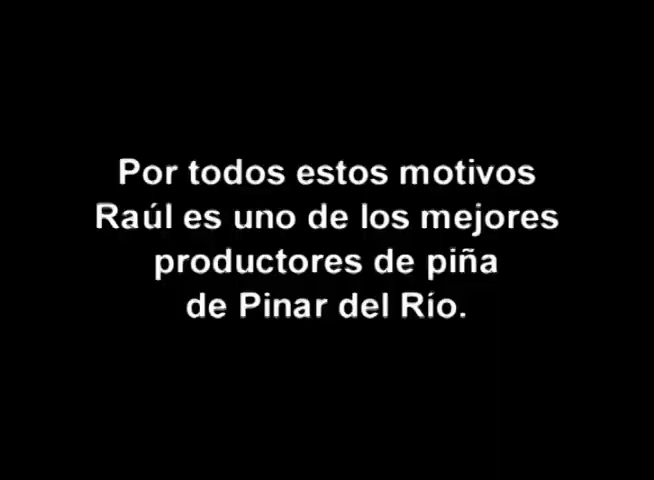 Por todos estos motivos
Raúl es uno de los mejores
productores de piña
de Pinar del Río.